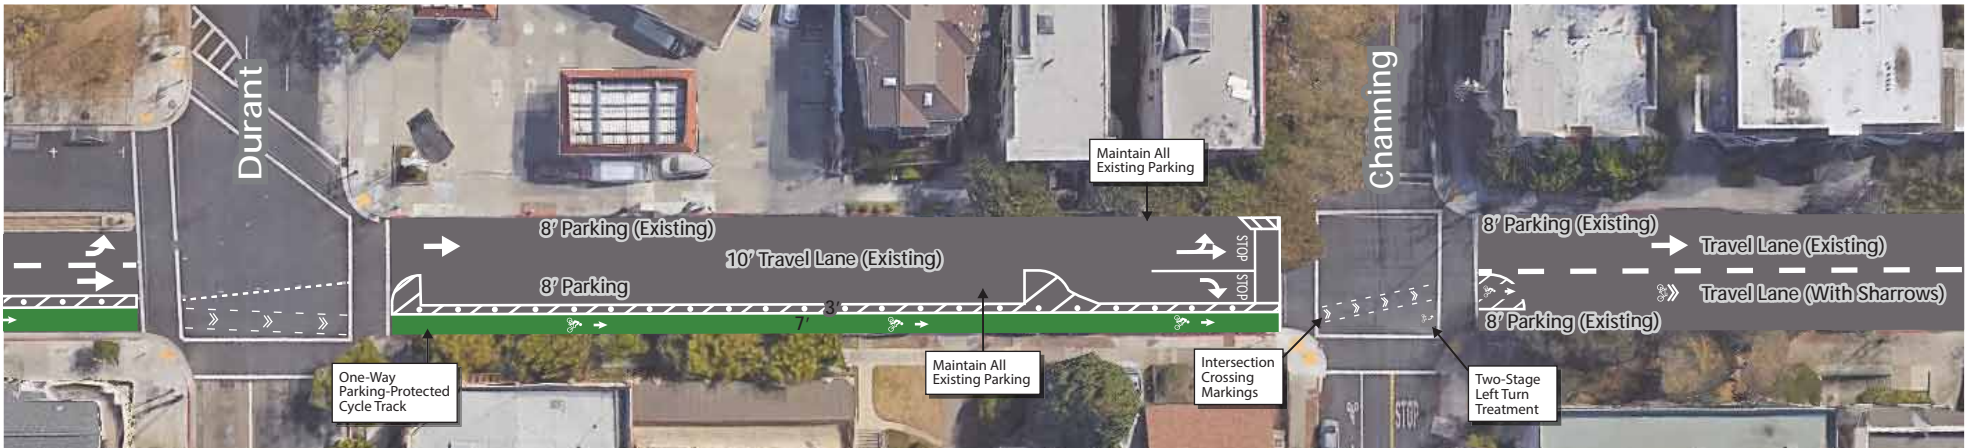 Durant
Channing
Maintain All
Existing Parking
8' Parking (Existing)
10' Travel Lane (Existing)
8' Parking
3'
7'
STOP
STOP
8' Parking (Existing)
Travel Lane (Existing)
Travel Lane (With Sharrows)
8' Parking (Existing)
One-Way
Parking-Protected
Cycle Track
Maintain All
Existing Parking
Intersection
Crossing
Markings
Two-Stage
Left Turn
Treatment
STOP